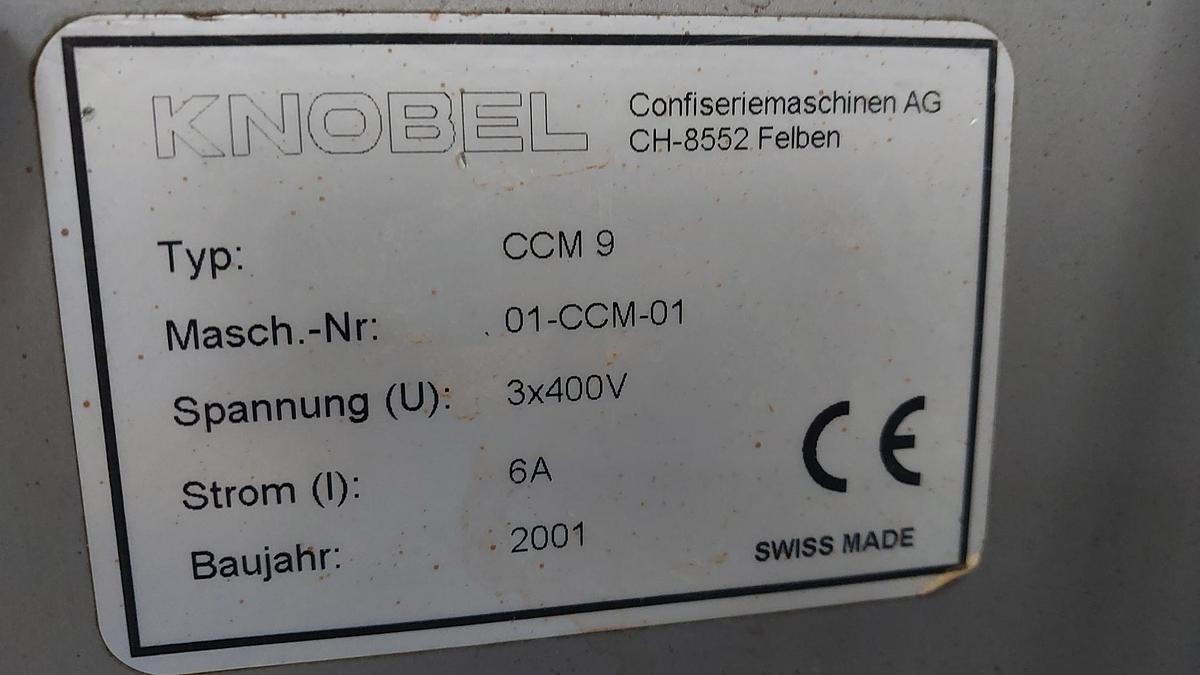 KNOBEL Confiseriemaschinen AG
CH-8552 Felben
Typ: CCM 9
Masch.-Nr: 01-CCM-01
Spannung (U): 3x400V
Strom (I): 6A
Baujahr: 2001
CE
SWISS MADE